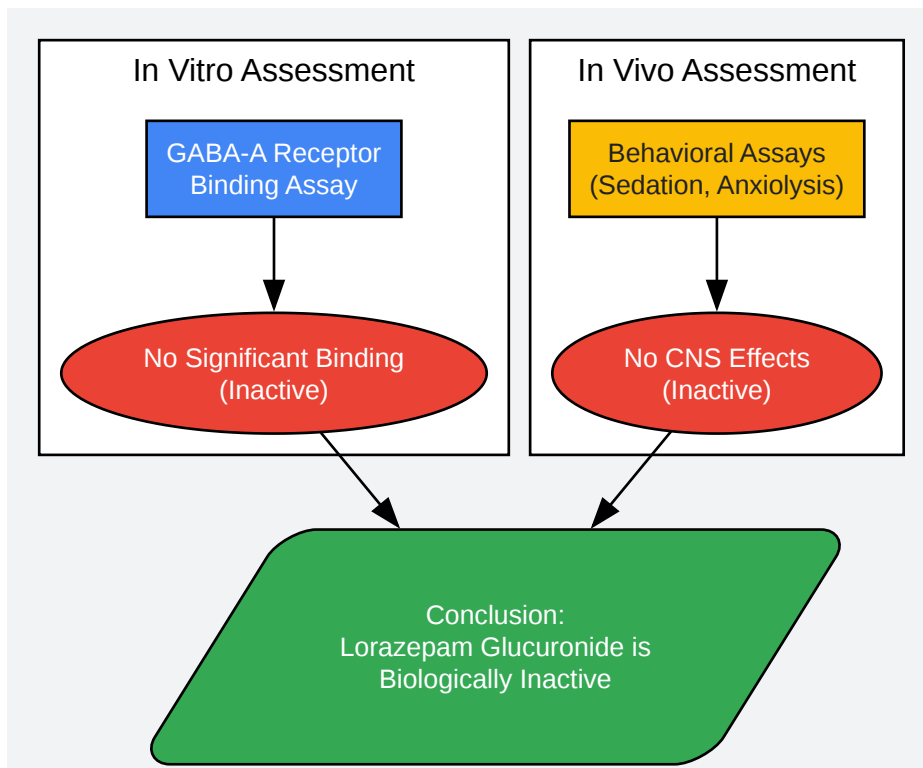 In Vitro Assessment
GABA-A Receptor
Binding Assay
No Significant Binding
(Inactive)
In Vivo Assessment
Behavioral Assays
(Sedation, Anxiolysis)
No CNS Effects
(Inactive)
Conclusion:
Lorazepam Glucuronide is
Biologically Inactive